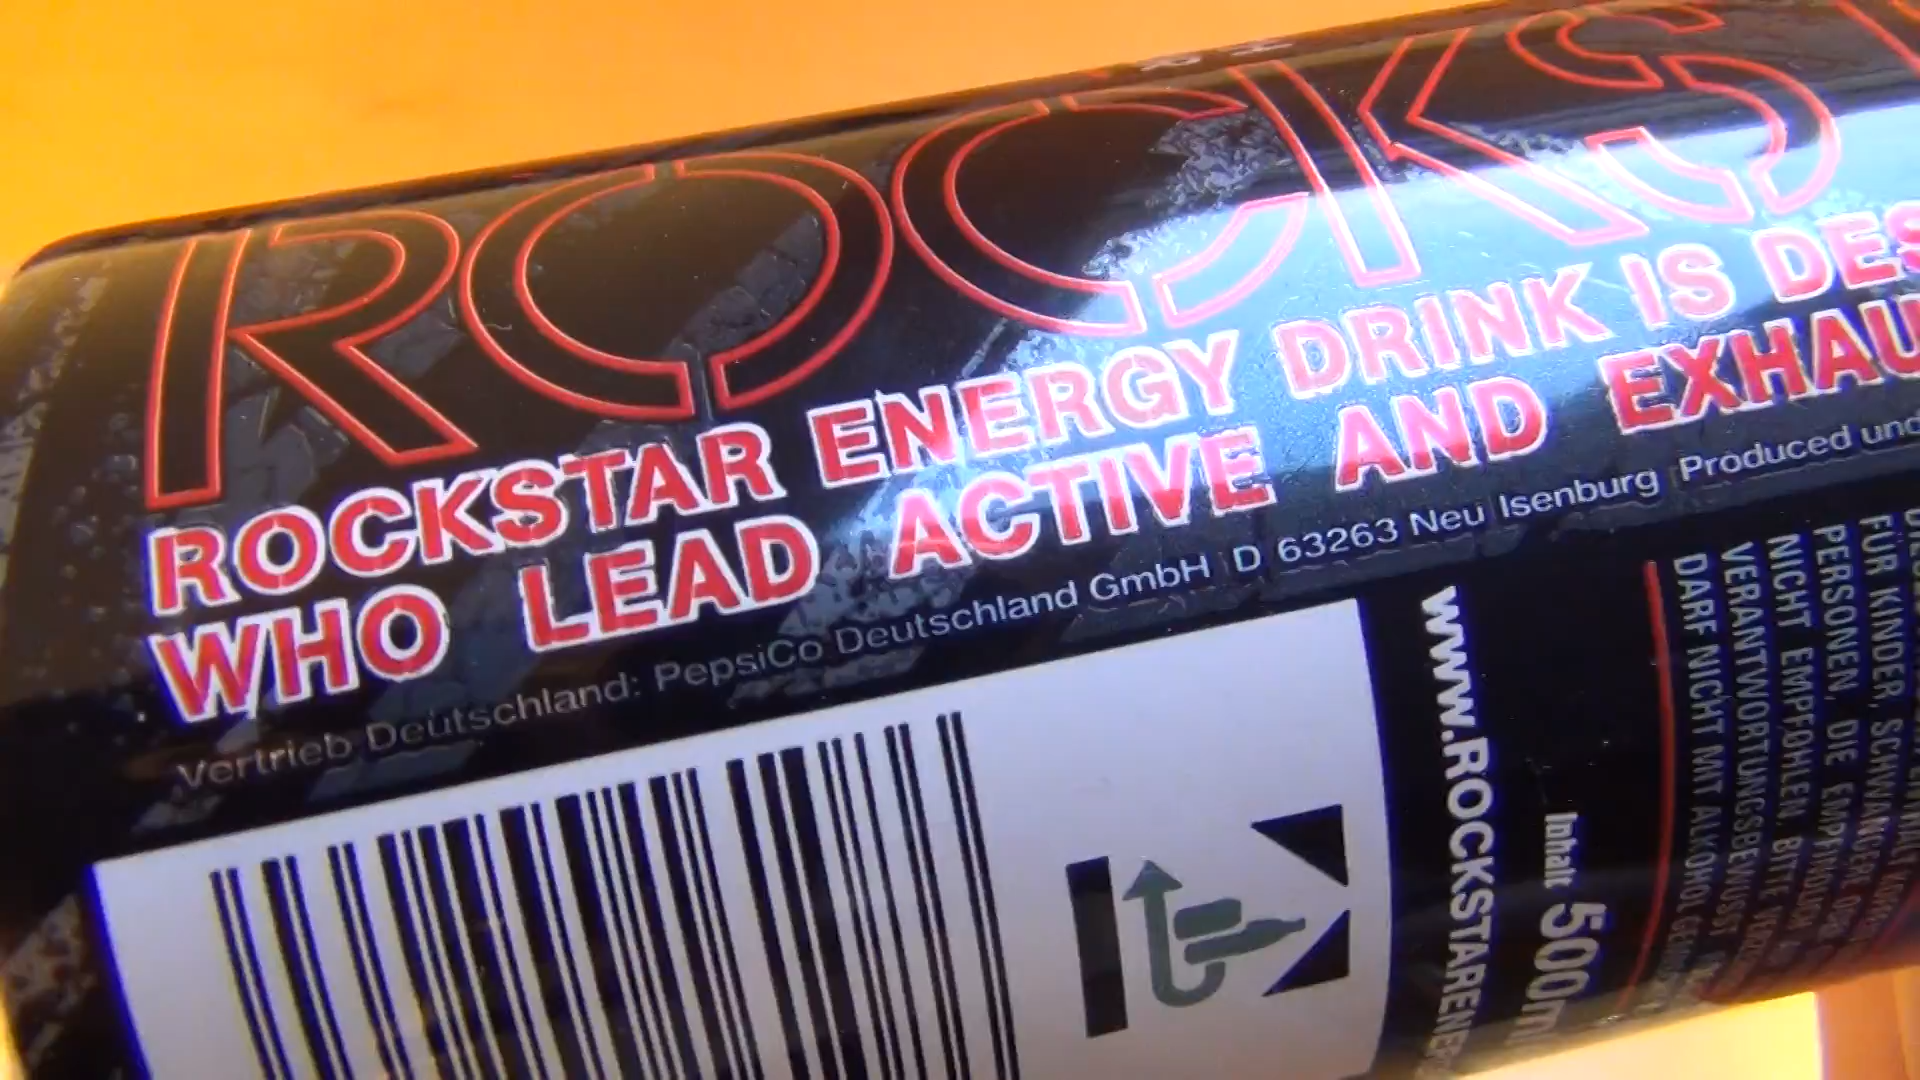 ROCKS
ROCKSTAR ENERGY DRINK IS DES
WHO LEAD ACTIVE AND EXHAU
Vertrieb Deutschland: PepsiCo Deutschland GmbH D 63263 Neu Isenburg Produced und
www.ROCKSTARENE
Inhalt 500m
FÜR KINDER, SCHWANGERE
PERSONEN, DIE EMPFINDLICH
NICHT EMPFOHLEN. BITTE
VERANTWORTUNGSBEWUSST
DARF NICHT MIT ALKOHOL